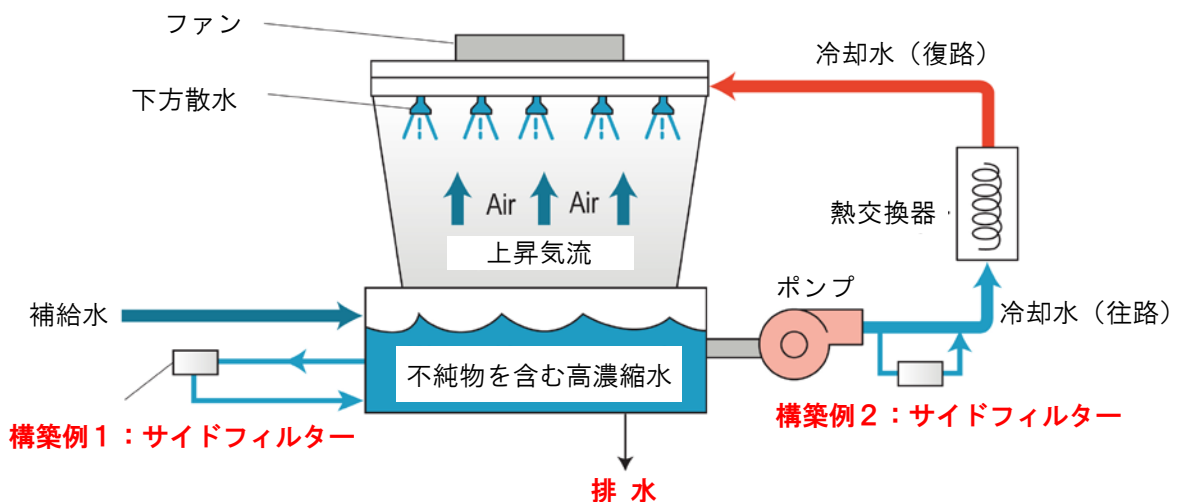 ファン
冷却水（復路）
下方散水
Air Air
熱交換器
上昇気流
ポンプ
補給水
冷却水（往路）
不純物を含む高濃縮水
構築例１：サイドフィルター
構築例２：サイドフィルター
排 水